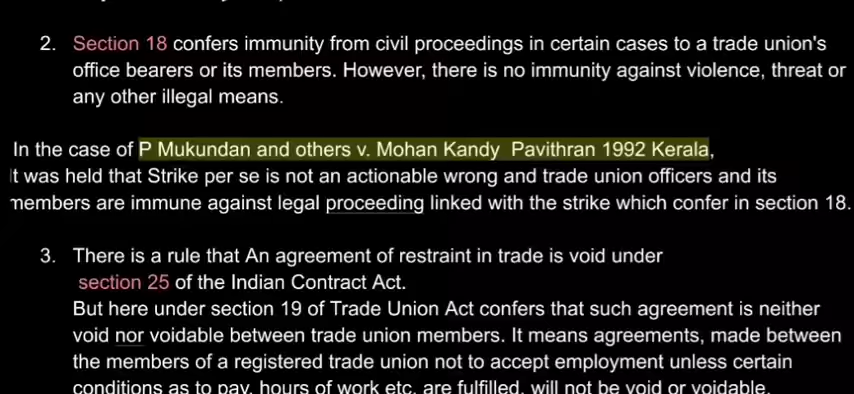 2. Section 18 confers immunity from civil proceedings in certain cases to a trade union's
office bearers or its members. However, there is no immunity against violence, threat or
any other illegal means.
In the case of P Mukundan and others v. Mohan Kandy Pavithran 1992 Kerala,
It was held that Strike per se is not an actionable wrong and trade union officers and its
members are immune against legal proceeding linked with the strike which confer in section 18.
3. There is a rule that An agreement of restraint in trade is void under
section 25 of the Indian Contract Act.
But here under section 19 of Trade Union Act confers that such agreement is neither
void nor voidable between trade union members. It means agreements, made between
the members of a registered trade union not to accept employment unless certain
conditions as to pay, hours of work etc. are fulfilled, will not be void or voidable.